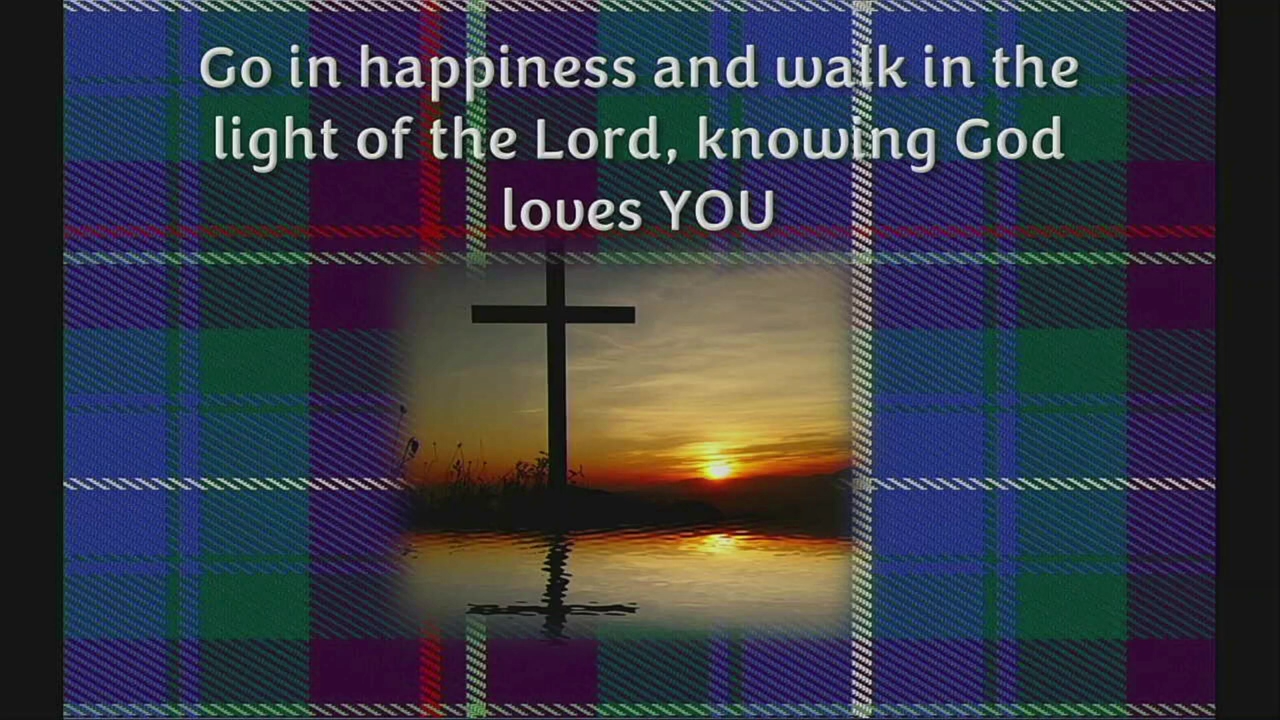 Go in happiness and walk in the
light of the Lord, knowing God
loves YOU